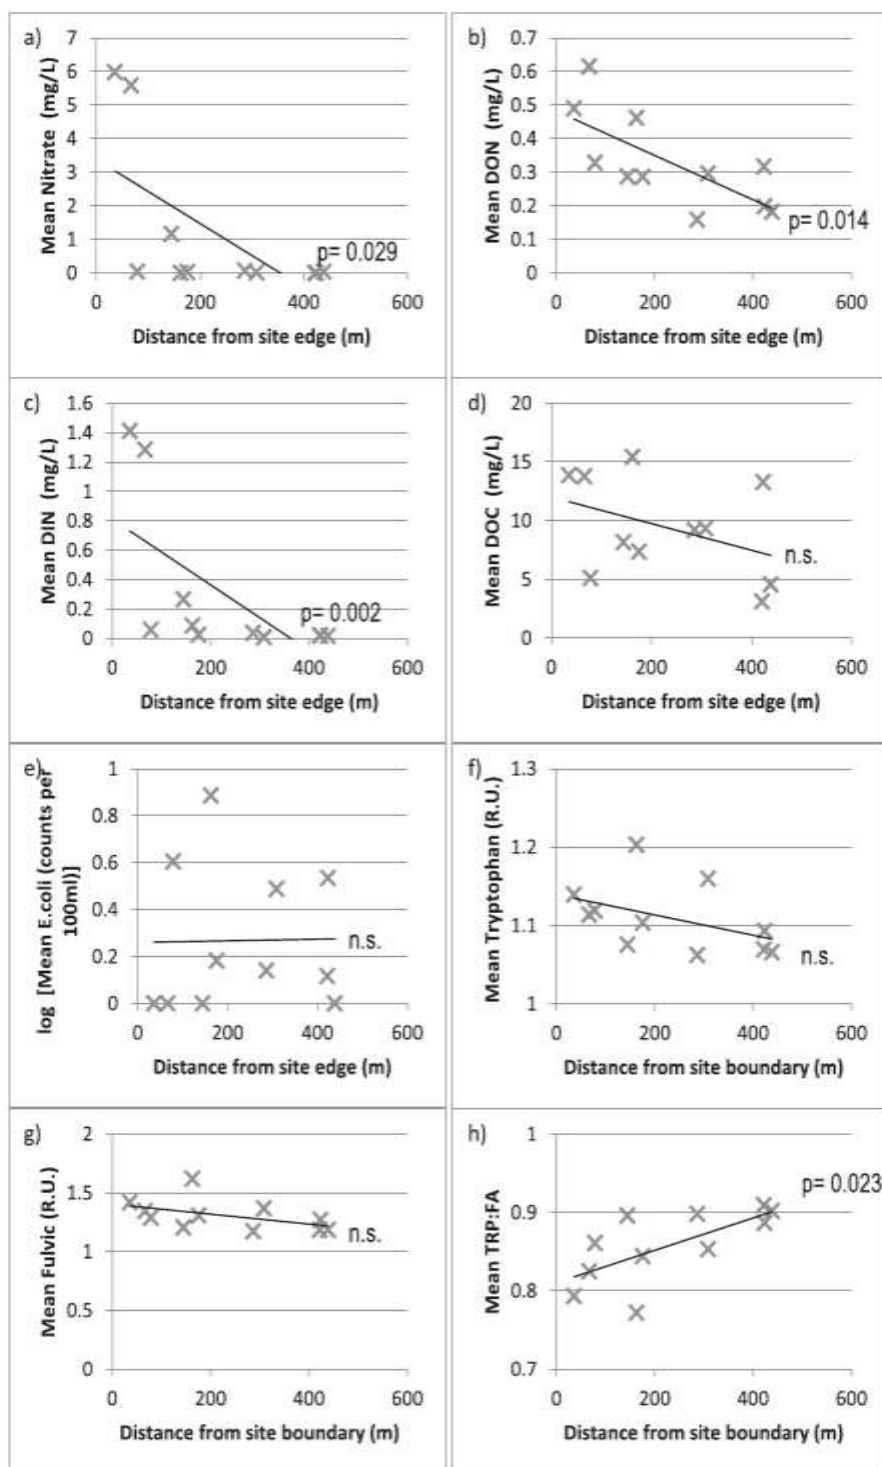 a)
Mean Nitrate (mg/L)
7
6
5
4
3
2
1
0
p= 0.029
0 200 400 600
Distance from site edge (m)
b)
Mean DON (mg/L)
0.7
0.6
0.5
0.4
0.3
0.2
0.1
0
p= 0.014
0 200 400 600
Distance from site edge (m)
c)
Mean DIN (mg/L)
1.6
1.4
1.2
1
0.8
0.6
0.4
0.2
0
p= 0.002
0 200 400 600
Distance from site edge (m)
d)
Mean DOC (mg/L)
20
15
10
5
0
n.s.
0 200 400 600
Distance from site edge (m)
e)
log [Mean E.coli (counts per
100ml)]
1
0.8
0.6
0.4
0.2
0
n.s.
0 200 400 600
Distance from site edge (m)
f)
Mean Tryptophan (R.U.)
1.3
1.2
1.1
1
n.s.
0 200 400 600
Distance from site boundary (m)
g)
Mean Fulvic (R.U.)
2
1.5
1
0.5
0
n.s.
0 200 400 600
Distance from site boundary (m)
h)
Mean TRP:FA
1
0.9
0.8
0.7
p= 0.023
0 200 400 600
Distance from site boundary (m)